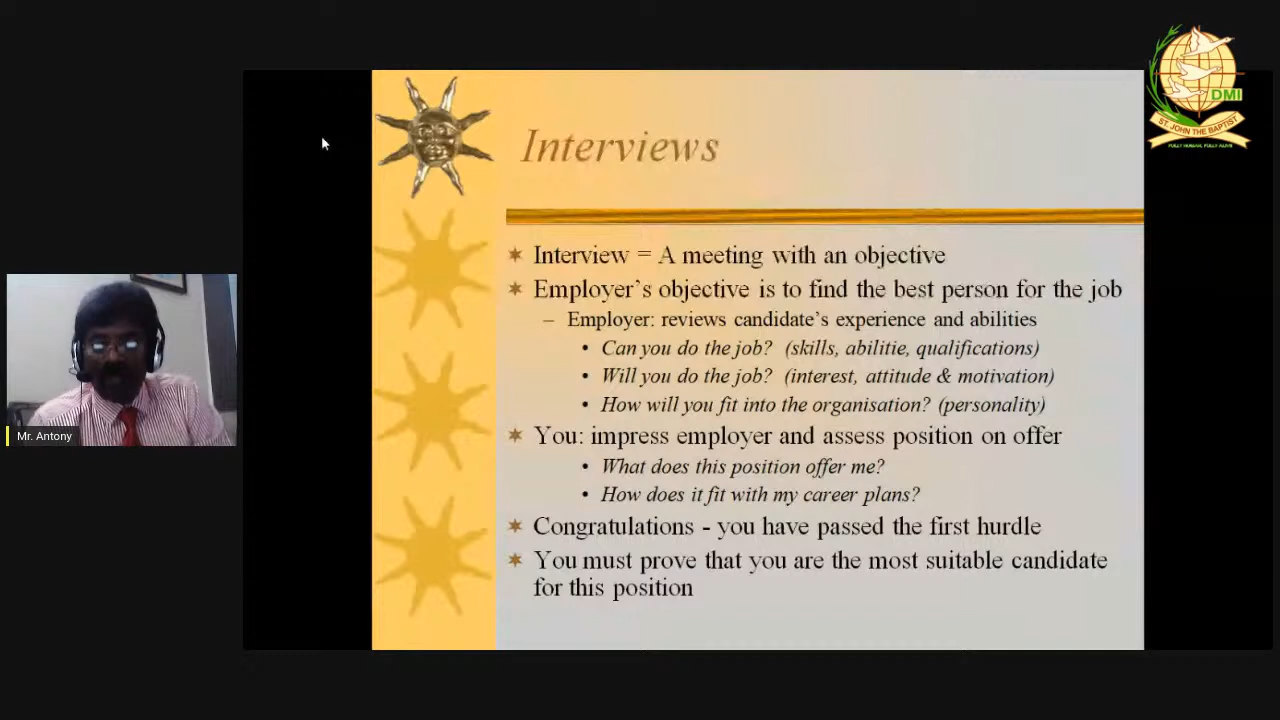 Interviews
Interview = A meeting with an objective
Employer's objective is to find the best person for the job
– Employer: reviews candidate's experience and abilities
• Can you do the job? (skills, abilitie, qualifications)
• Will you do the job? (interest, attitude & motivation)
• How will you fit into the organisation? (personality)
You: impress employer and assess position on offer
• What does this position offer me?
• How does it fit with my career plans?
Congratulations - you have passed the first hurdle
You must prove that you are the most suitable candidate
for this position
Mr. Antony
DMI
ST. JOHN THE BAPTIST
FULLY HUMAN, FULLY ALIVE